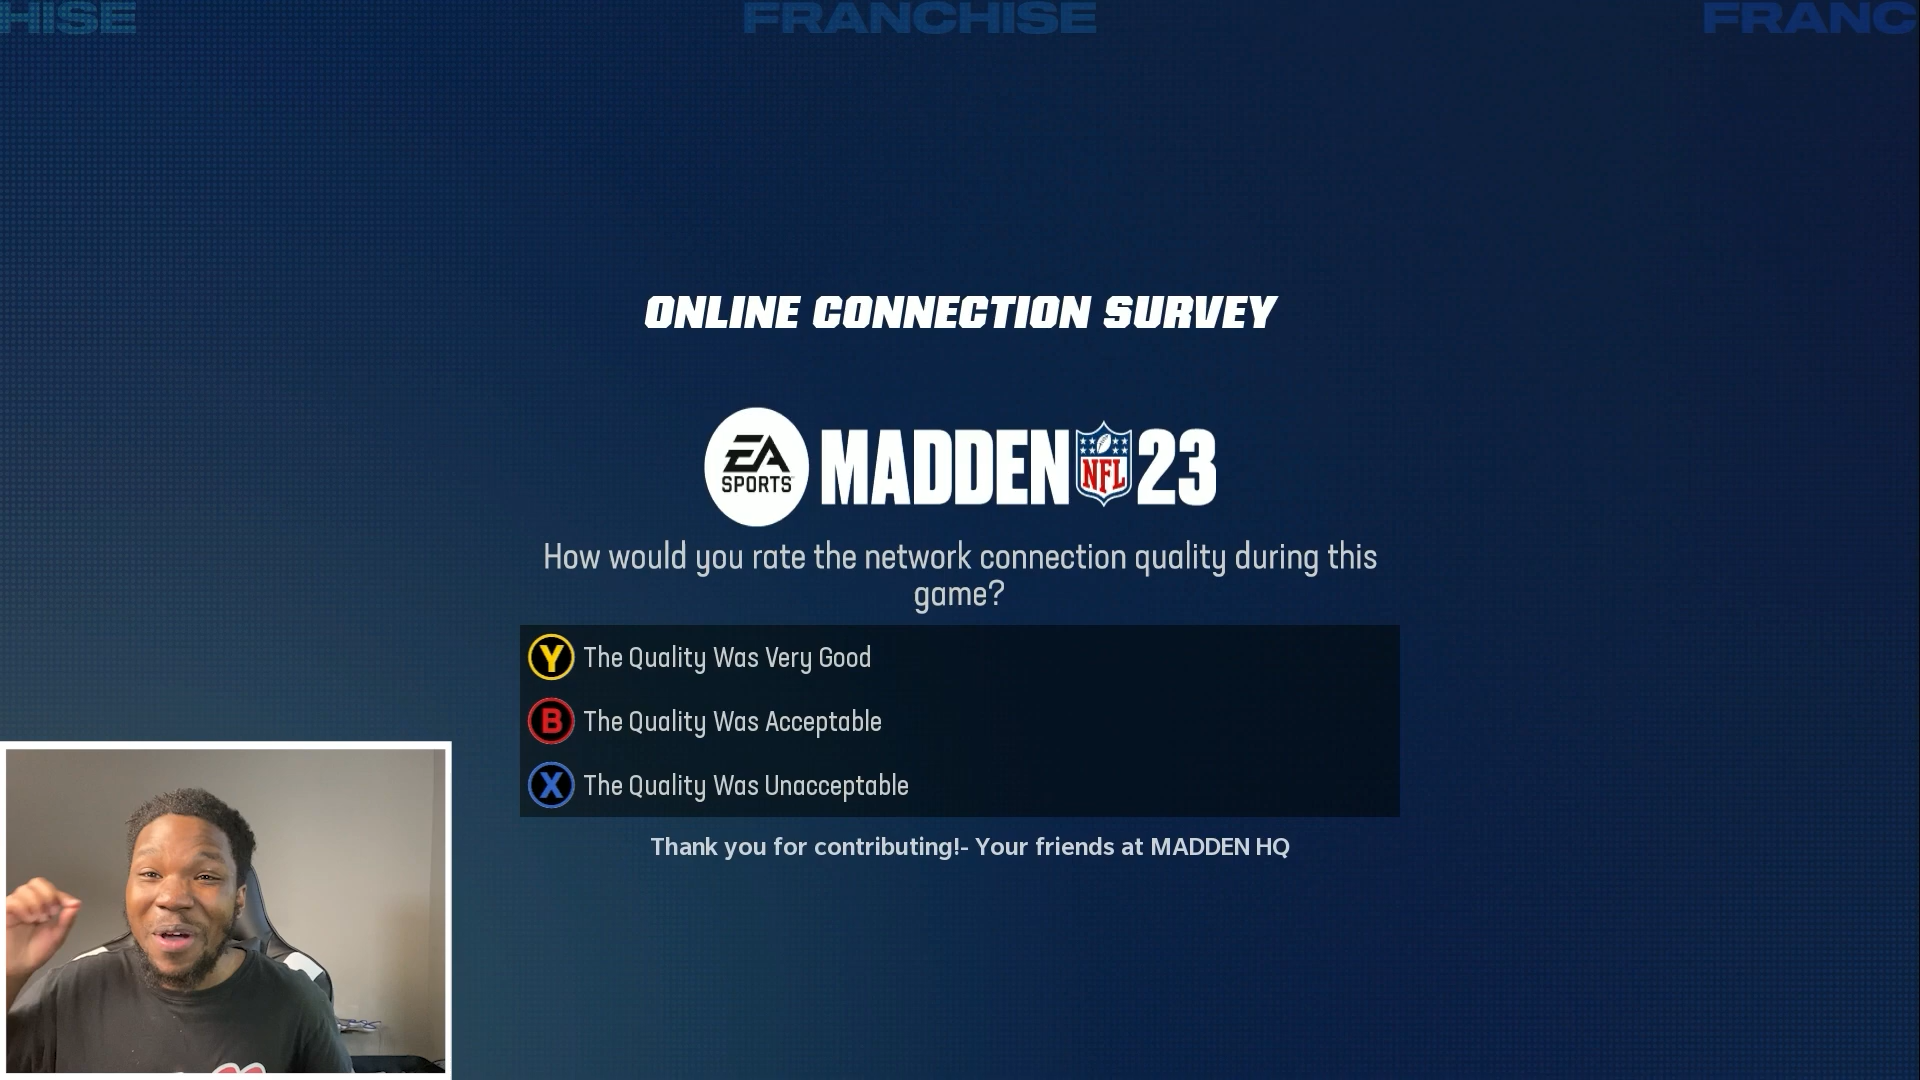 HISE FRANCHISE FRANC
ONLINE CONNECTION SURVEY
EA SPORTS MADDEN NFL 23
How would you rate the network connection quality during this
game?
Y The Quality Was Very Good
B The Quality Was Acceptable
X The Quality Was Unacceptable
Thank you for contributing!- Your friends at MADDEN HQ